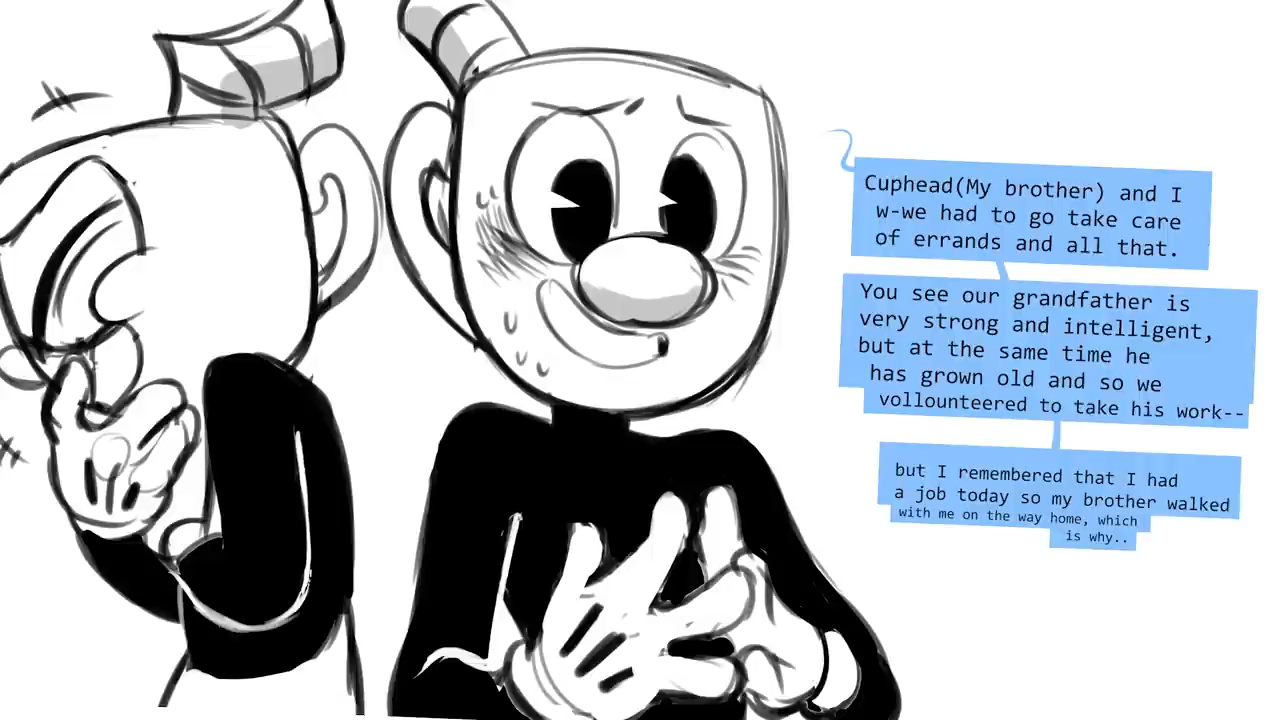 Cuphead(My brother) and I
w-we had to go take care
of errands and all that.
You see our grandfather is
very strong and intelligent,
but at the same time he
has grown old and so we
vollounteered to take his work--
but I remembered that I had
a job today so my brother walked
with me on the way home, which
is why..